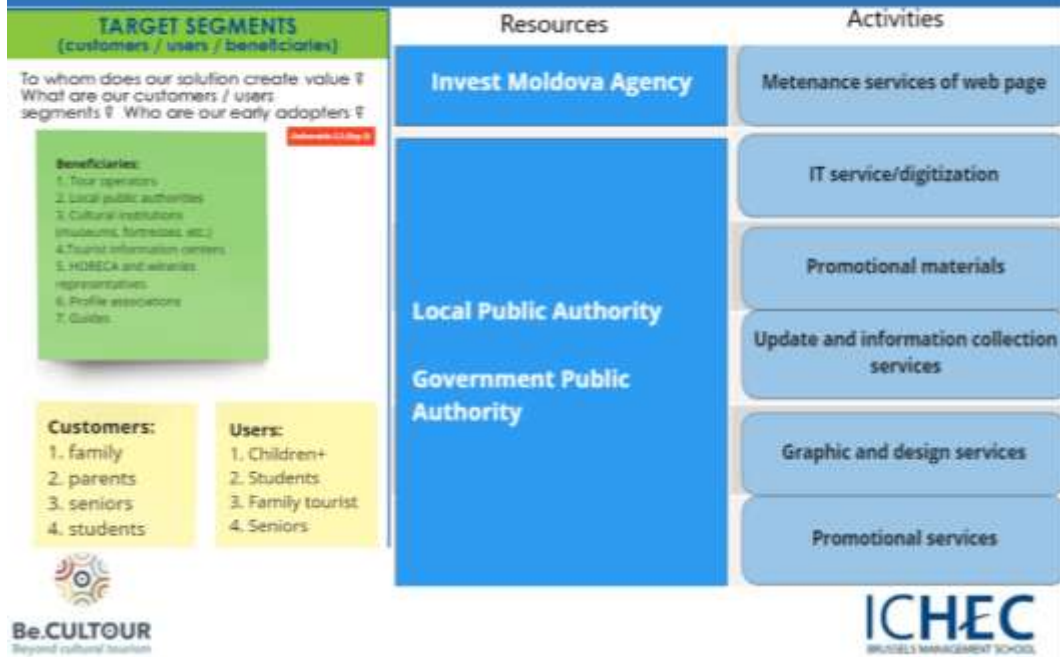 TARGET SEGMENTS
(customers / users / beneficiaries)
To whom does our solution create value ?
What are our customers / users
segments ? Who are our early adopters ?
Beneficiaries:
1. Tour operators
2. Local public authorities
3. Cultural institutions
(museums, fortresses, etc.)
4.Tourist information centers
5. HORECA and wineries
representatives
6. Profile associations
7. Guides
Customers:
1. family
2. parents
3. seniors
4. students
Users:
1. Children+
2. Students
3. Family tourist
4. Seniors
Resources
Invest Moldova Agency
Local Public Authority
Government Public
Authority
Activities
Metenance services of web page
IT service/digitization
Promotional materials
Update and information collection
services
Graphic and design services
Promotional services
Be.CULTOUR
Beyond cultural tourism
ICHEC
BRUSSELS MANAGEMENT SCHOOL